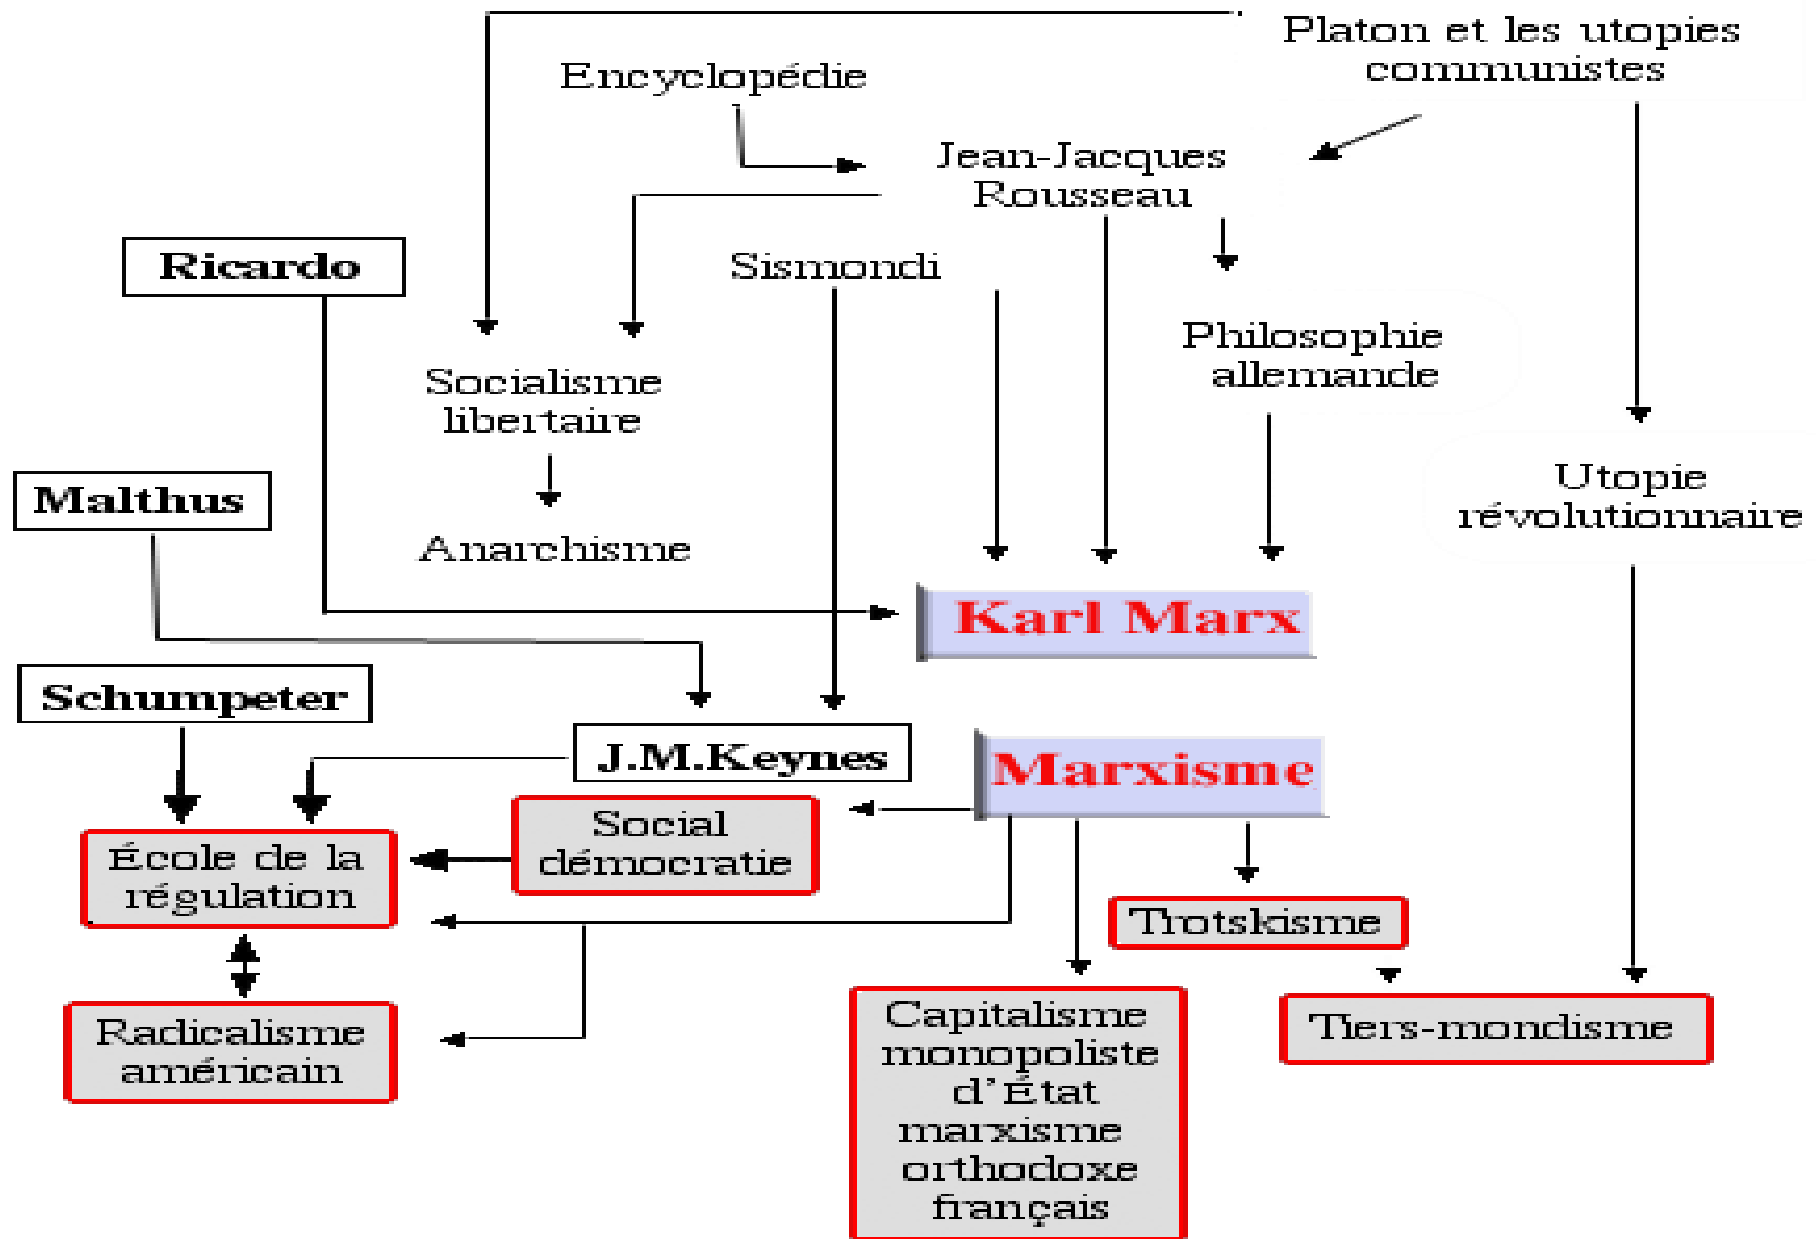 Platon et les utopies
communistes
Encyclopédie
Jean-Jacques
Rousseau
Ricardo
Sismondi
Philosophie
allemande
Socialisme
libertaire
Malthus
Utopie
révolutionnaire
Anarchisme
Karl Marx
Schumpeter
J.M.Keynes
Marxisme
Social
démocratie
École de la
régulation
Trotskisme
Radicalisme
américain
Capitalisme
monopoliste
d'État
marxisme
orthodoxe
français
Tiers-mondisme